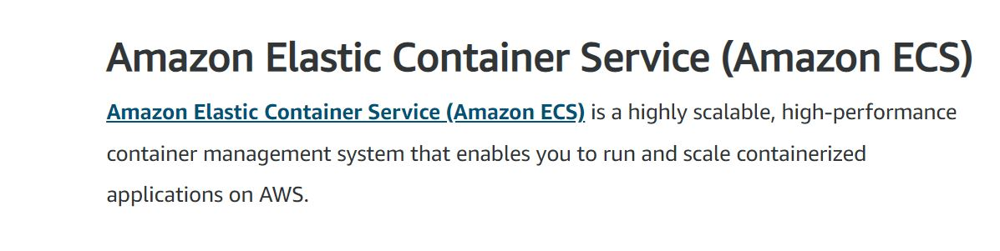 Amazon Elastic Container Service (Amazon ECS)
Amazon Elastic Container Service (Amazon ECS) is a highly scalable, high-performance
container management system that enables you to run and scale containerized
applications on AWS.